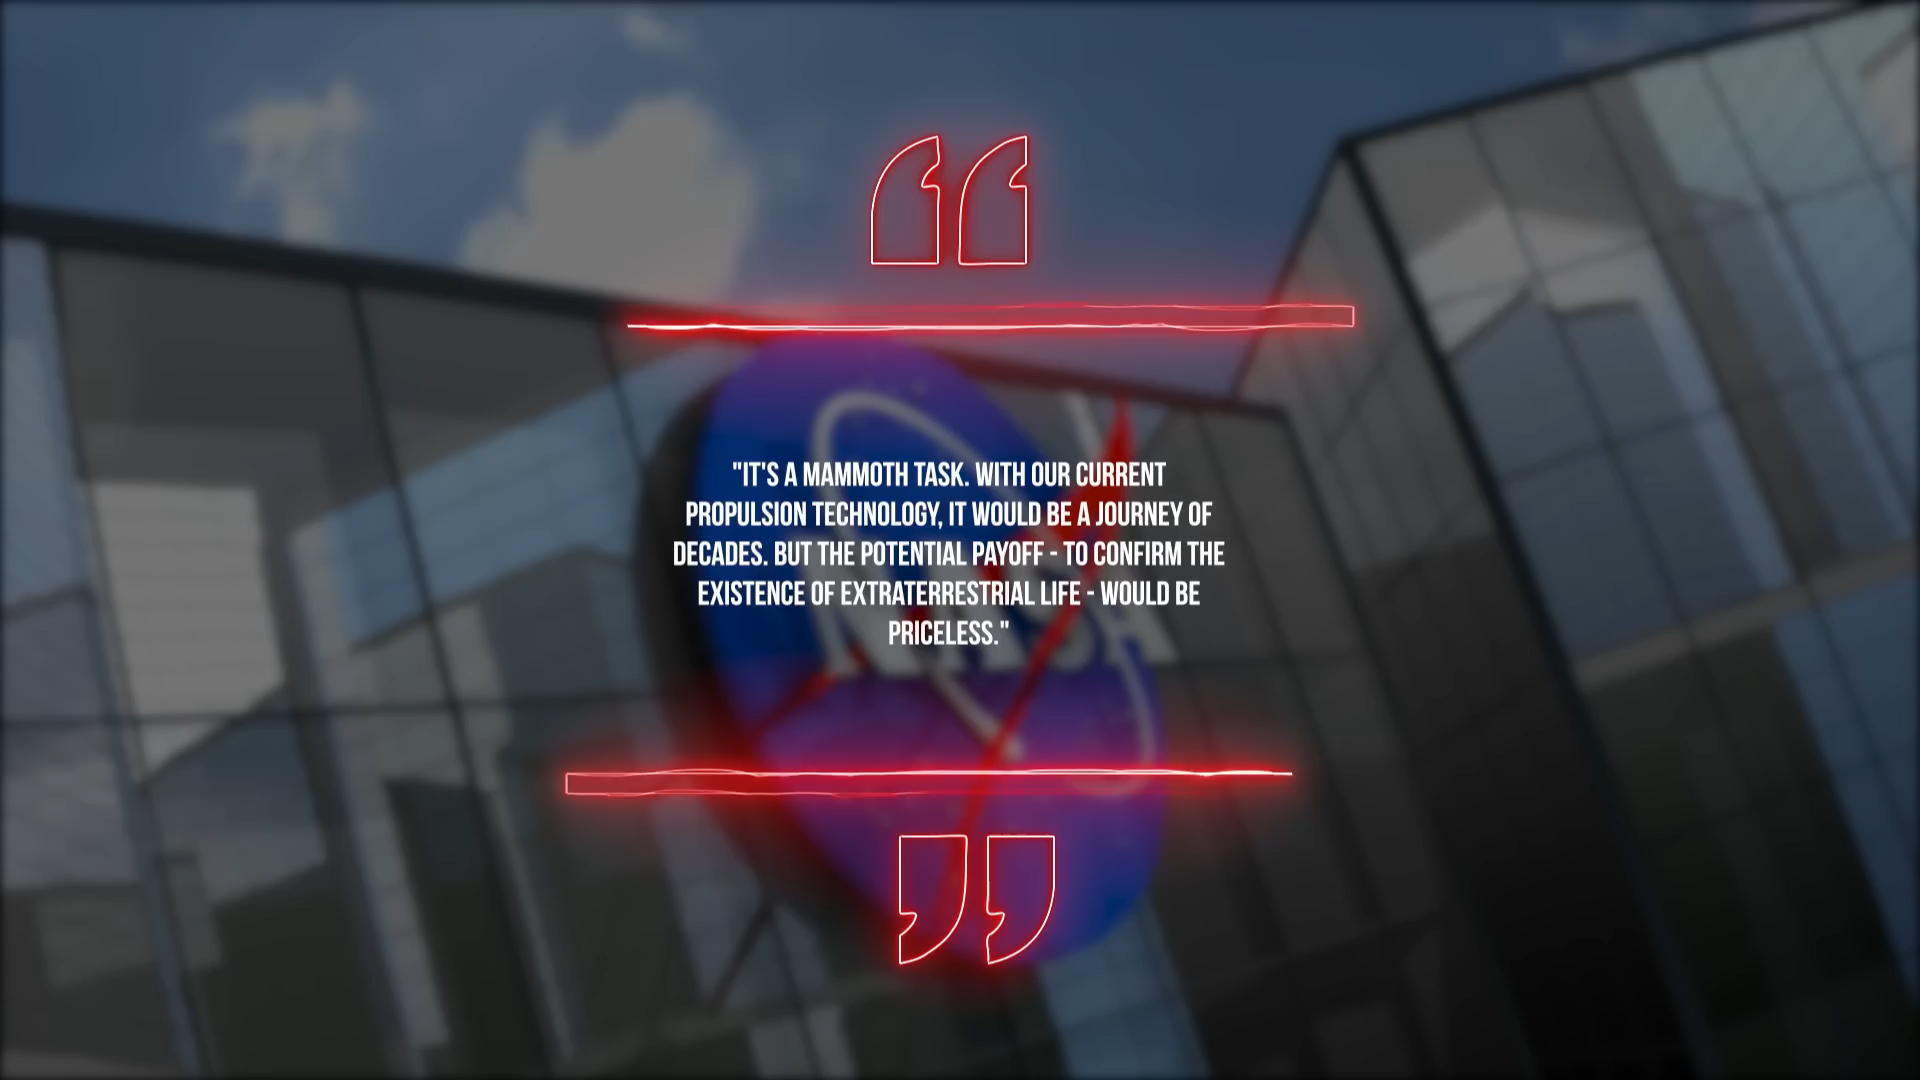 "IT'S A MAMMOTH TASK. WITH OUR CURRENT
PROPULSION TECHNOLOGY, IT WOULD BE A JOURNEY OF
DECADES. BUT THE POTENTIAL PAYOFF - TO CONFIRM THE
EXISTENCE OF EXTRATERRESTRIAL LIFE - WOULD BE
PRICELESS."
NASA